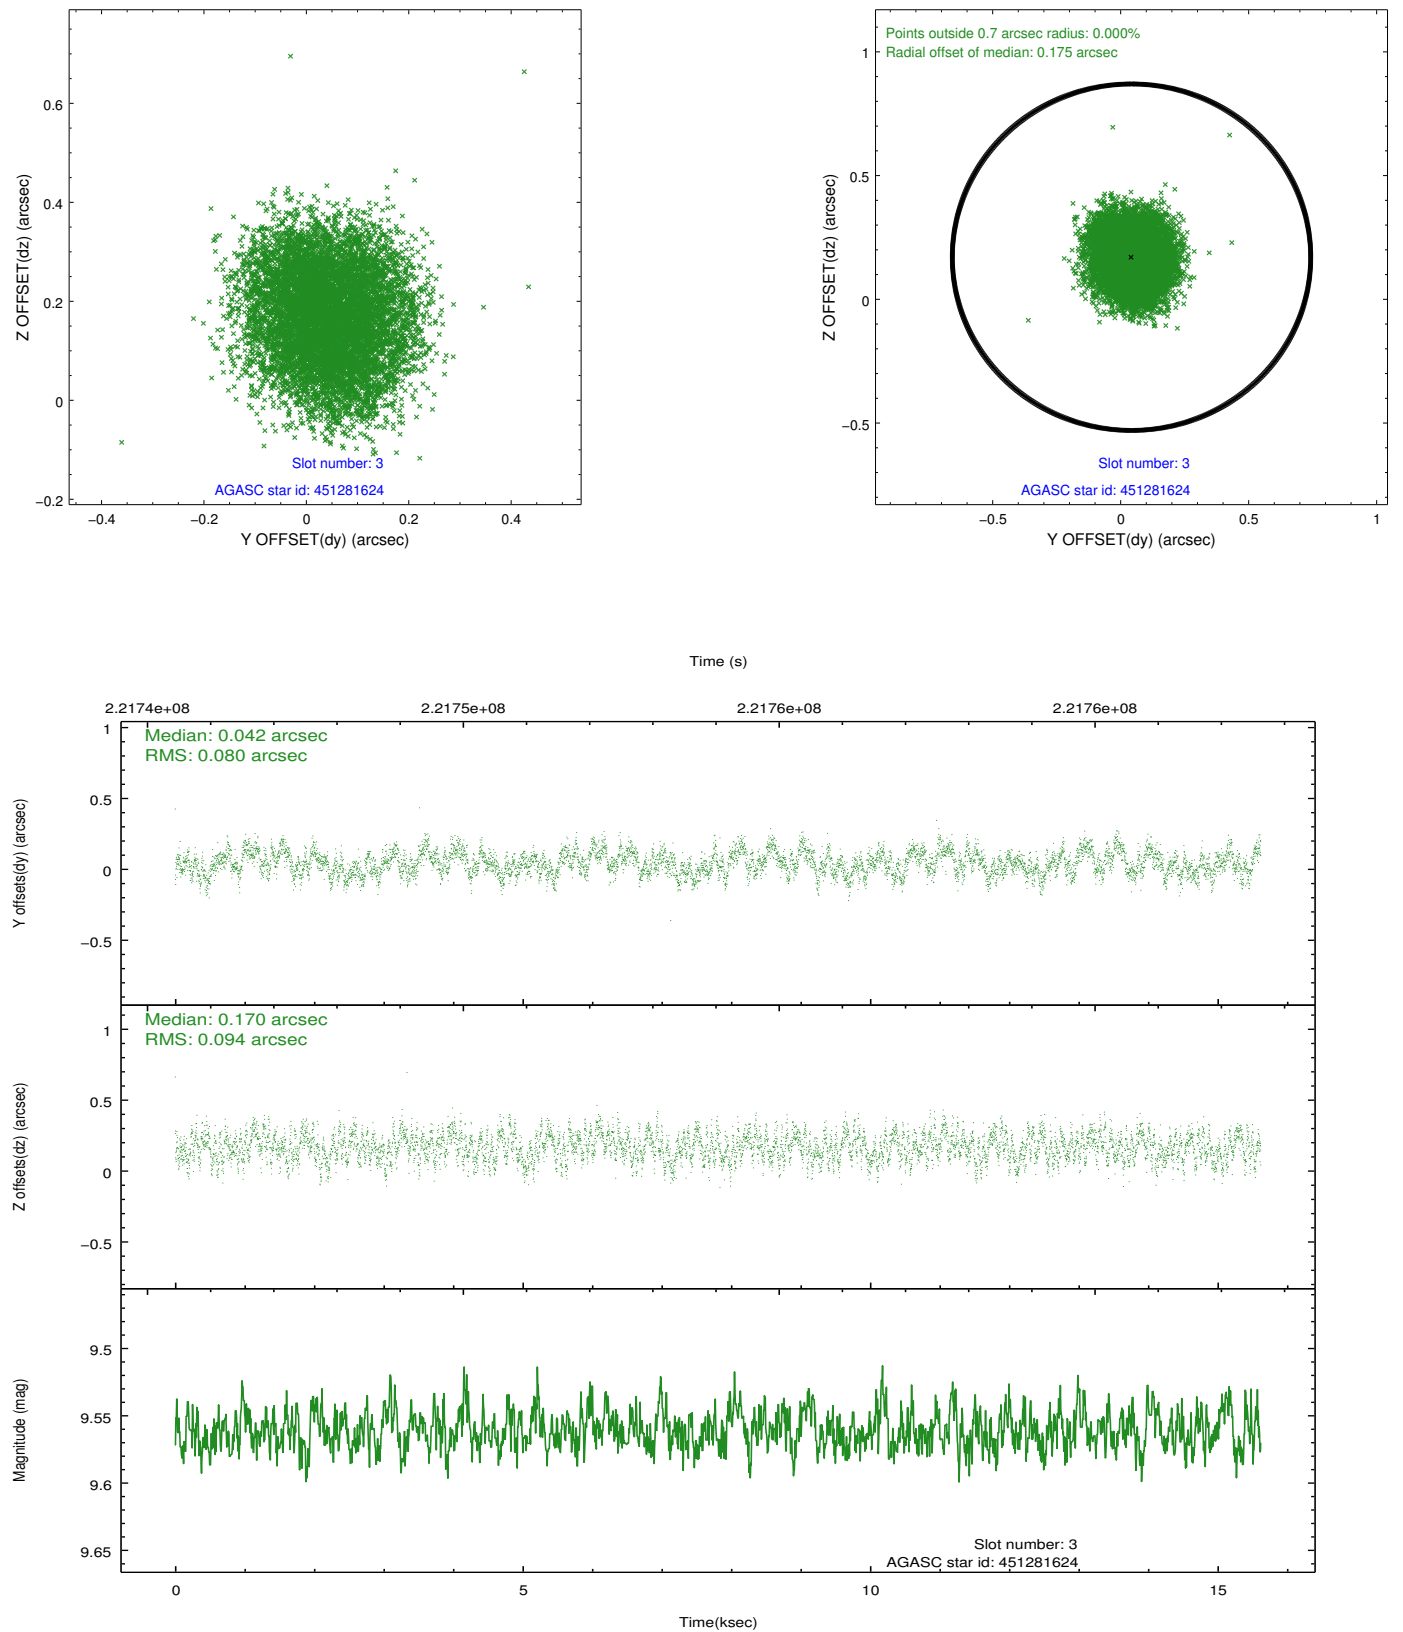 0.6
0.4
0.2
0
−0.2
−0.4
−0.2
0
0.2
0.4
Z OFFSET(dz) (arcsec)
Y OFFSET(dy) (arcsec)
Slot number: 3
AGASC star id: 451281624
Points outside 0.7 arcsec radius: 0.000%
Radial offset of median: 0.175 arcsec
1
0.5
0
−0.5
−0.5
0
0.5
1
Z OFFSET(dz) (arcsec)
Y OFFSET(dy) (arcsec)
Slot number: 3
AGASC star id: 451281624
Time (s)
2.2174e+08
2.2175e+08
2.2176e+08
2.2176e+08
Median: 0.042 arcsec
RMS: 0.080 arcsec
1
0.5
0
−0.5
Y offsets(dy) (arcsec)
Median: 0.170 arcsec
RMS: 0.094 arcsec
1
0.5
0
−0.5
Z offsets(dz) (arcsec)
9.5
9.55
9.6
9.65
Magnitude (mag)
Slot number: 3
AGASC star id: 451281624
0
5
10
15
Time(ksec)